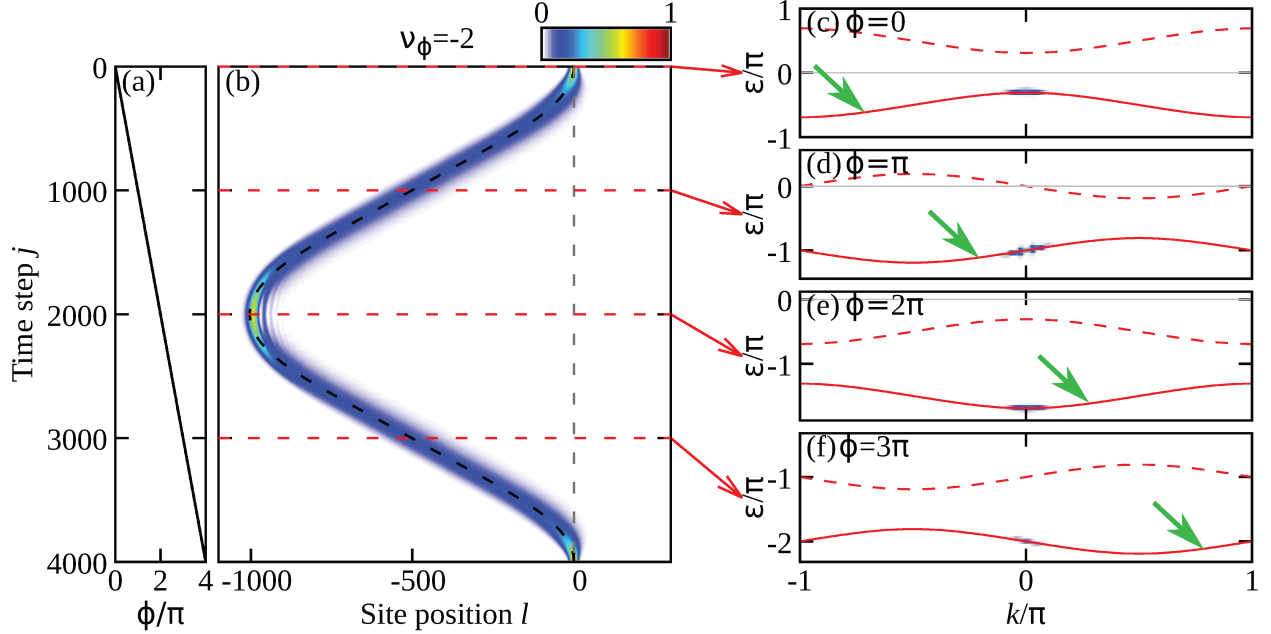 ν_ϕ=-2
0 1
(a)
0
1000
2000
3000
4000
Time step j
0 2 4
ϕ/π
(b)
-1000 -500 0
Site position l
(c) ϕ=0
1
0
-1
ε/π
(d) ϕ=π
0
-1
ε/π
(e) ϕ=2π
0
-1
ε/π
(f) ϕ=3π
-1
-2
ε/π
-1 0 1
k/π